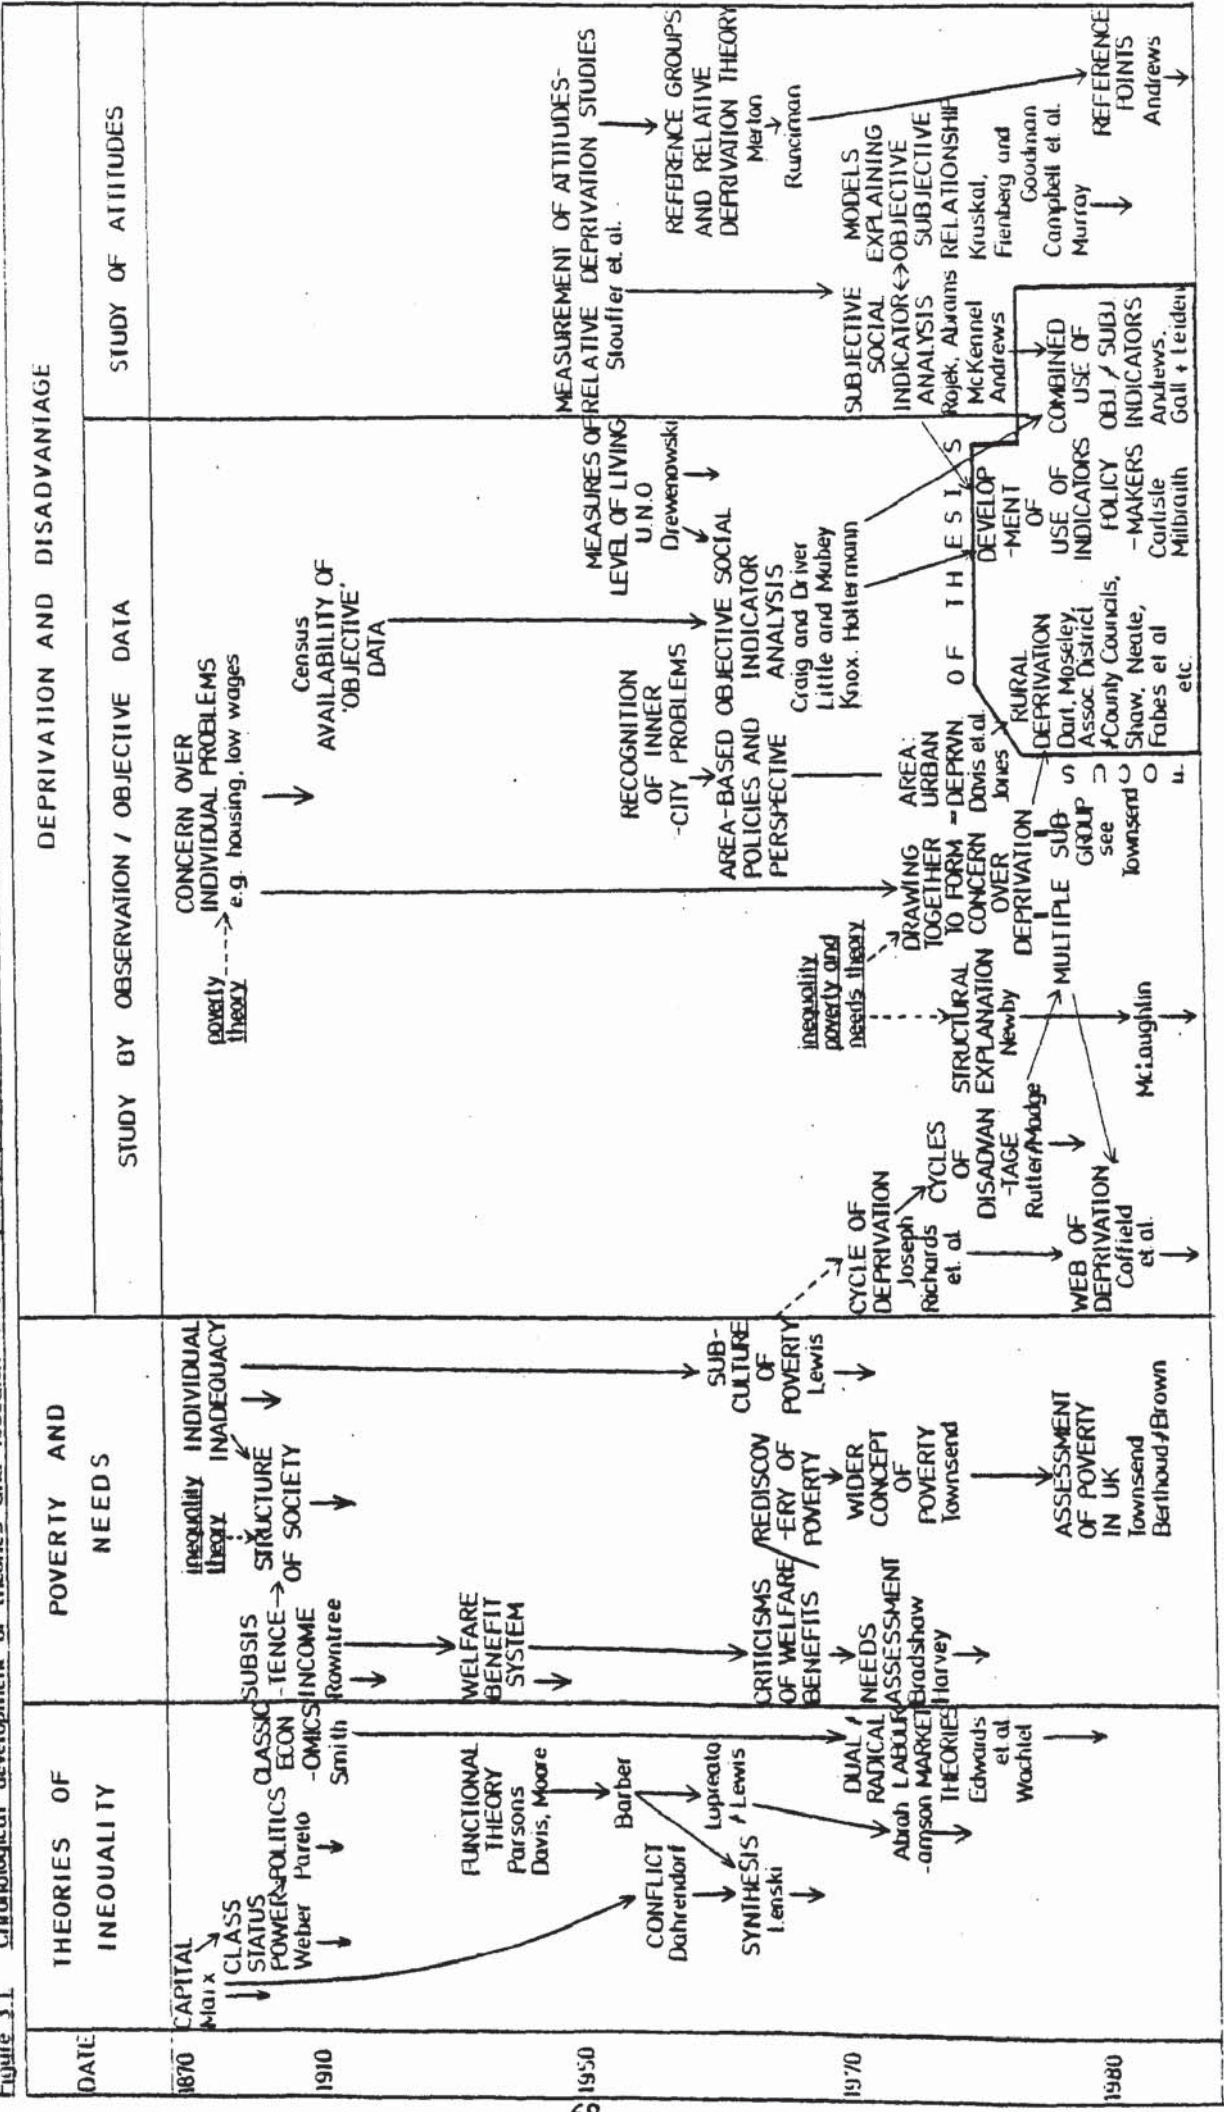 Figure 3.1 Chronological development of theories and
DATE
THEORIES OF
INEQUALITY
POVERTY AND
NEEDS
DEPRIVATION AND DISADVANTAGE
STUDY BY OBSERVATION / OBJECTIVE DATA
STUDY OF ATTITUDES
1870
1910
1950
1970
1980
CAPITAL
Marx
CLASS
STATUS
POWER
Weber
POLITICS
Pareto
CLASSIC
ECON
-OMICS
Smith
FUNCTIONAL
THEORY
Parsons
Davis, Moore
Barber
CONFLICT
Dahrendorf
SYNTHESIS
Lenski
Lupreato
/ Lewis
Abrah
-amson
DUAL /
RADICAL
LABOUR
MARKET
THEORIES
Edwards
et al
Wachtel
SUBSIS
-TENCE
INCOME
Rowntree
inequality
theory
STRUCTURE
OF SOCIETY
INDIVIDUAL
INADEQUACY
WELFARE
BENEFIT
SYSTEM
CRITICISMS
OF WELFARE
BENEFITS
REDISCOV
-ERY OF
POVERTY
SUB-
CULTURE
OF
POVERTY
Lewis
NEEDS
ASSESSMENT
Bradshaw
Harvey
WIDER
CONCEPT
OF
POVERTY
Townsend
ASSESSMENT
OF POVERTY
IN UK
Townsend
Berthoud/Brown
poverty
theory
CONCERN OVER
INDIVIDUAL PROBLEMS
e.g. housing, low wages
Census
AVAILABILITY OF
'OBJECTIVE'
DATA
MEASURES OF
LEVEL OF LIVING
U.N.O
Drewenowski
RECOGNITION
OF INNER
-CITY PROBLEMS
AREA-BASED
POLICIES AND
PERSPECTIVE
OBJECTIVE SOCIAL
INDICATOR
ANALYSIS
Craig and Driver
Little and Mabey
Knox. Holtermann
inequality
poverty and
needs theory
CYCLE OF
DEPRIVATION
Joseph
Richards
et. al
CYCLES
OF
DISADVAN
-TAGE
Rutter/Madge
STRUCTURAL
EXPLANATION
Newby
DRAWING
TOGETHER
TO FORM
CONCERN
OVER
DEPRIVATION
AREA:
URBAN
DEPRVN
Davis et.al
Jones
WEB OF
DEPRIVATION
Coffield
et al.
McLaughlin
MULTIPLE
SUB-
GROUP
see
Townsend
RURAL
DEPRIVATION
Dart, Moseley
Assoc. District
/County Councils,
Shaw, Neate,
Fabes et al
etc.
FOCUS OF THESIS
DEVELOP
-MENT
OF
USE OF
INDICATORS
POLICY
-MAKERS
Carlisle
Milbraith
COMBINED
USE OF
OBJ / SUBJ
INDICATORS
Andrews,
Gall + Leiden
MEASUREMENT OF ATTITUDES-
RELATIVE DEPRIVATION STUDIES
Stouffer et. al.
REFERENCE GROUPS
AND RELATIVE
DEPRIVATION THEORY
Merton
Runciman
SUBJECTIVE
SOCIAL
INDICATOR
ANALYSIS
Rojek, Abrams
McKennel
Andrews
MODELS
EXPLAINING
OBJECTIVE
SUBJECTIVE
RELATIONSHIP
Kruskal,
Fienberg and
Goodman
Campbell et. al.
Murray
REFERENCE
POINTS
Andrews